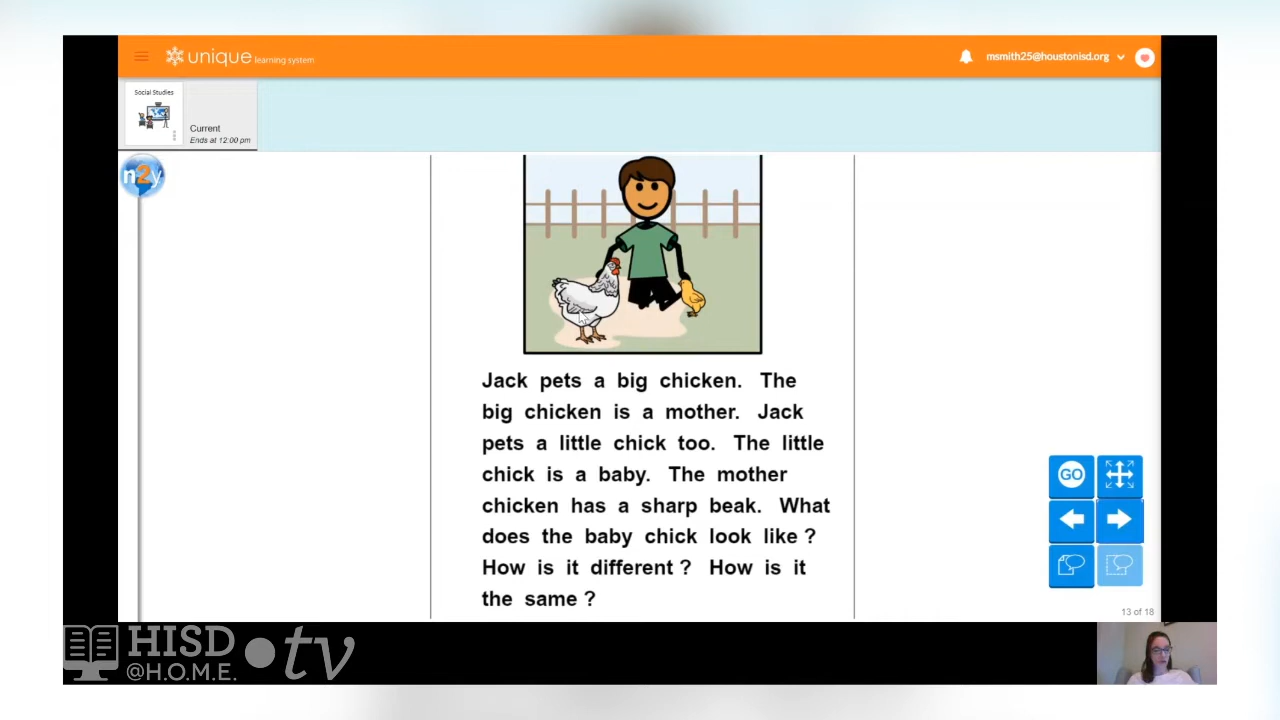 unique learning system
msmith25@houstonisd.org
Social Studies
Current
Ends at 12:00 pm
n2y
Jack pets a big chicken. The
big chicken is a mother. Jack
pets a little chick too. The little
chick is a baby. The mother
chicken has a sharp beak. What
does the baby chick look like ?
How is it different ? How is it
the same ?
GO
13 of 18
HISD
@H.O.M.E.
tv